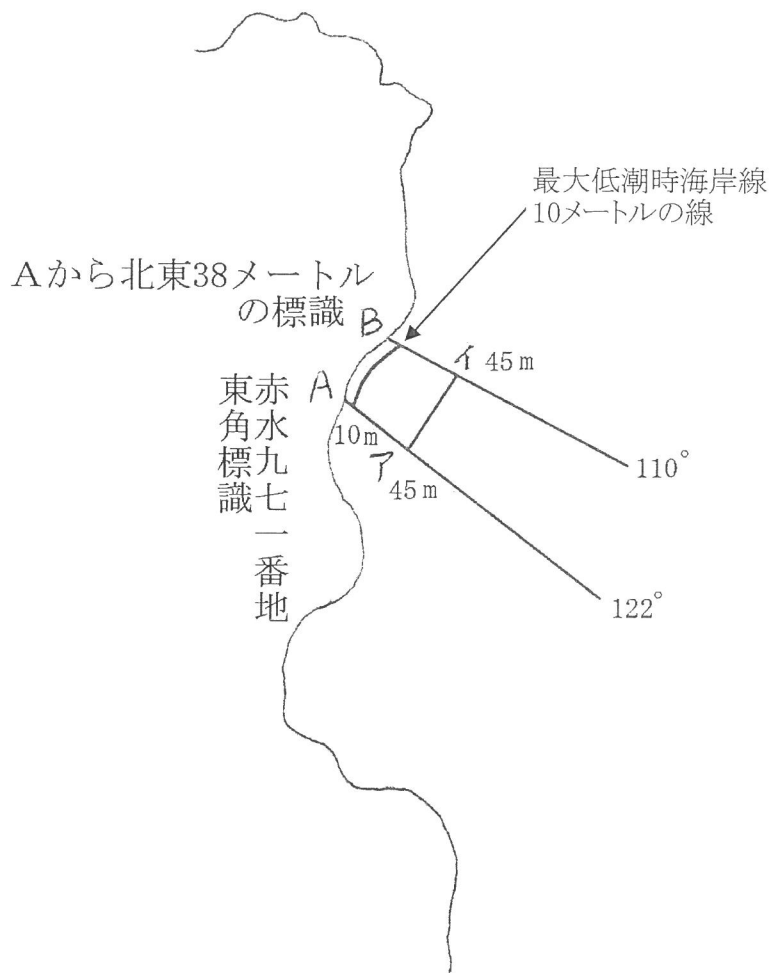 最大低潮時海岸線
10メートルの線
Aから北東38メートル
の標識
B
イ 45m
A
10m
ア
45m
110°
122°
赤水九七一番地
東角標識